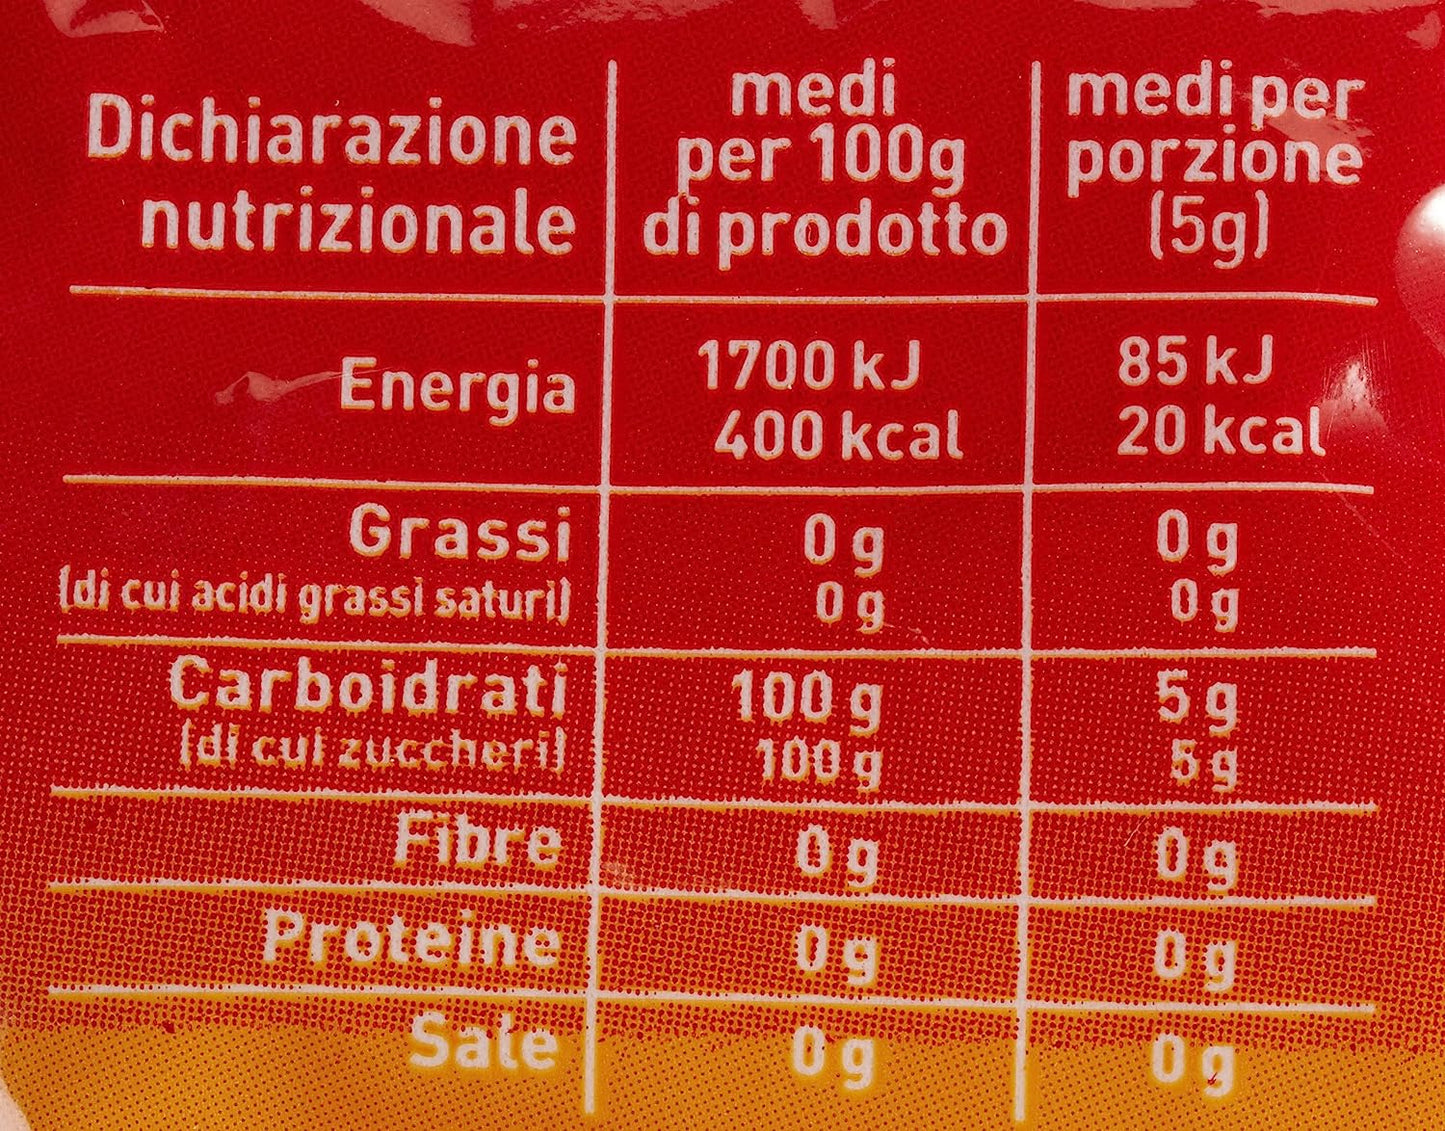 Dichiarazione
nutrizionale
medi
per 100g
di prodotto
medi per
porzione
(5g)
Energia
1700 kJ
400 kcal
85 kJ
20 kcal
Grassi 0 g 0 g
(di cui acidi grassi saturi) 0 g 0 g
Carboidrati 100 g 5 g
(di cui zuccheri) 100 g 5 g
Fibre 0 g 0 g
Proteine 0 g 0 g
Sale 0 g 0 g